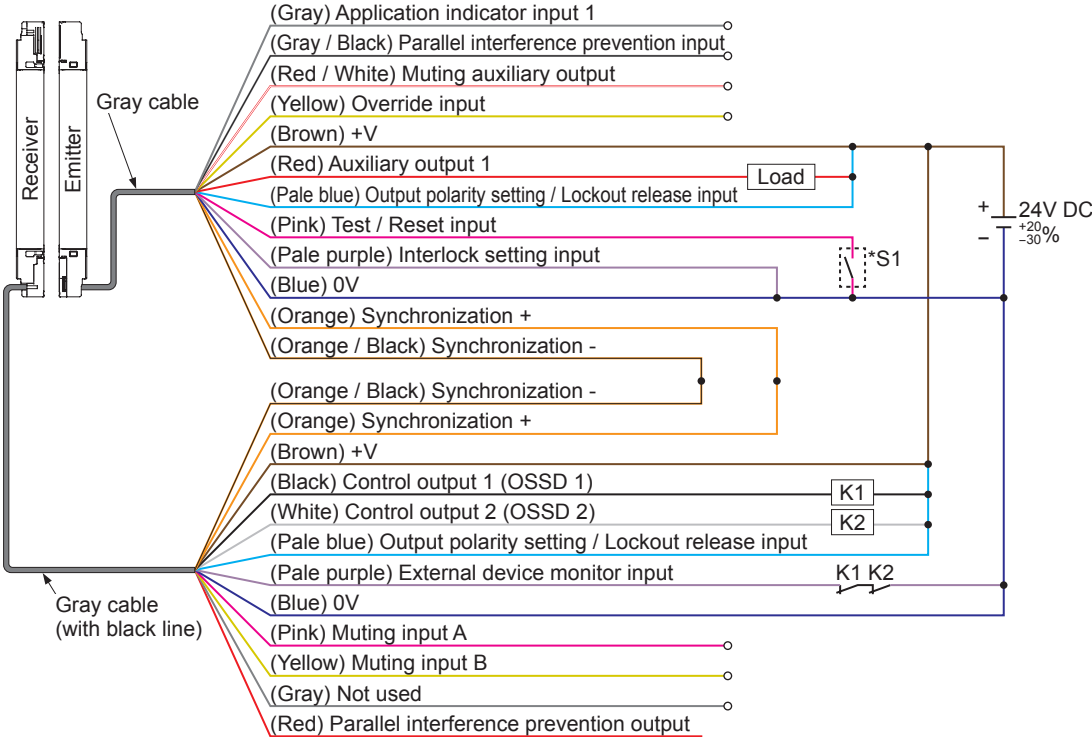 (Gray) Application indicator input 1
(Gray / Black) Parallel interference prevention input
(Red / White) Muting auxiliary output
(Yellow) Override input
(Brown) +V
(Red) Auxiliary output 1
Load
(Pale blue) Output polarity setting / Lockout release input
(Pink) Test / Reset input
(Pale purple) Interlock setting input
(Blue) 0V
(Orange) Synchronization +
(Orange / Black) Synchronization -
Receiver
Emitter
Gray cable
+
−
24V DC
+20
−30%
*S1
(Orange / Black) Synchronization -
(Orange) Synchronization +
(Brown) +V
(Black) Control output 1 (OSSD 1)
K1
(White) Control output 2 (OSSD 2)
K2
(Pale blue) Output polarity setting / Lockout release input
(Pale purple) External device monitor input
K1 K2
(Blue) 0V
(Pink) Muting input A
(Yellow) Muting input B
(Gray) Not used
(Red) Parallel interference prevention output
Gray cable
(with black line)